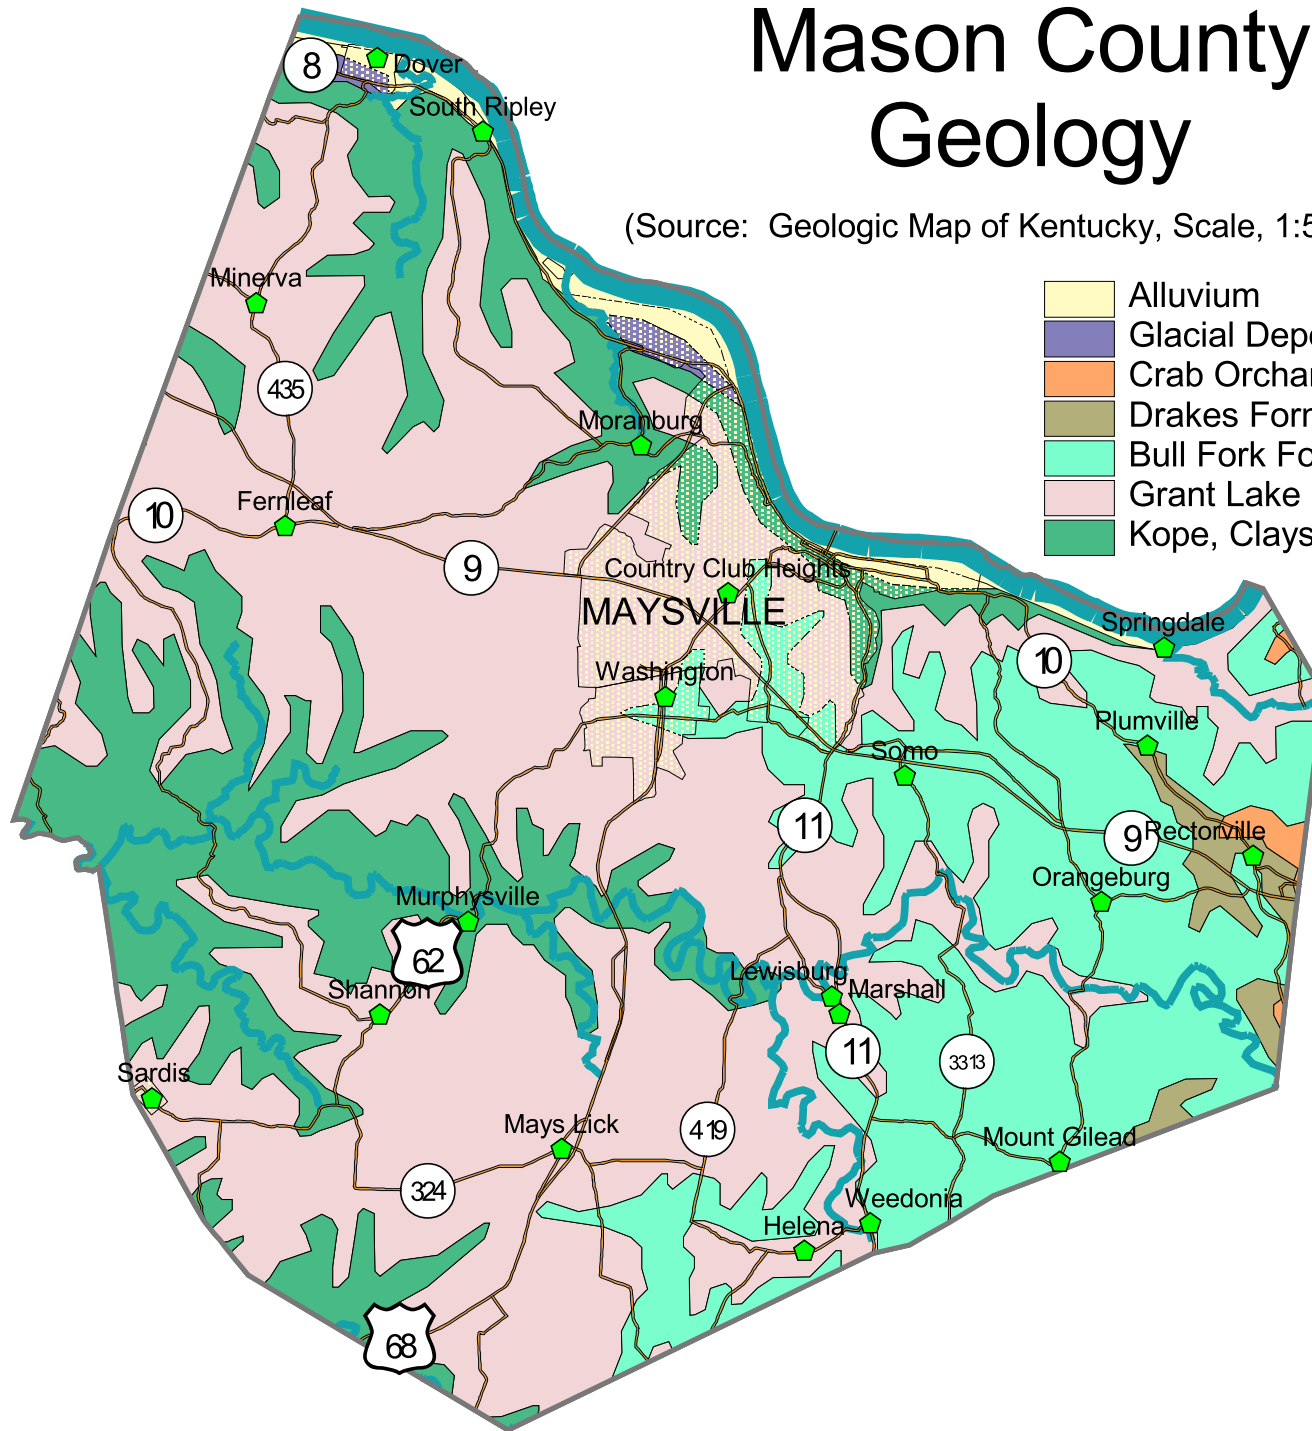 Mason County
Geology
(Source: Geologic Map of Kentucky, Scale, 1:5
Alluvium
Glacial Depo
Crab Orchar
Drakes Form
Bull Fork Fo
Grant Lake
Kope, Clays
8
Dover
South Ripley
Minerva
435
Moranburg
Fernleaf
10
9
Country Club Heights
MAYSVILLE
Washington
Springdale
10
Plumville
Somo
11
9
Rectorville
Orangeburg
Murphysville
62
Shannon
Lewisburg
Marshall
11
3313
Sardis
Mays Lick
419
Mount Gilead
324
Weedonia
Helena
68